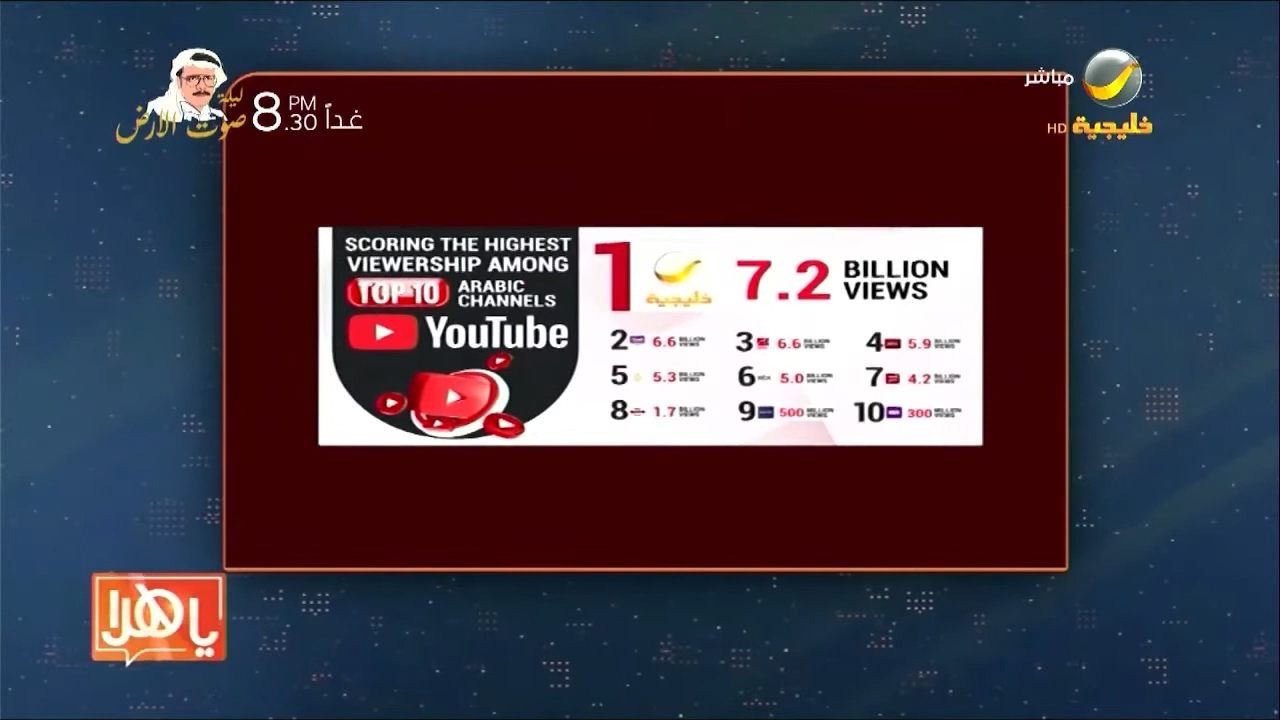 ليلة
صوت الارض
8.30 PM غداً
مباشر
خليجية HD
SCORING THE HIGHEST
VIEWERSHIP AMONG
TOP 10 ARABIC
CHANNELS
YouTube
1 خليجية 7.2 BILLION
VIEWS
2 6.6 BILLION VIEWS
3 6.6 BILLION VIEWS
4 5.9 BILLION VIEWS
5 5.3 BILLION VIEWS
6 5.0 BILLION VIEWS
7 4.2 BILLION VIEWS
8 1.7 BILLION VIEWS
9 500 MILLION VIEWS
10 300 MILLION VIEWS
يا هلا